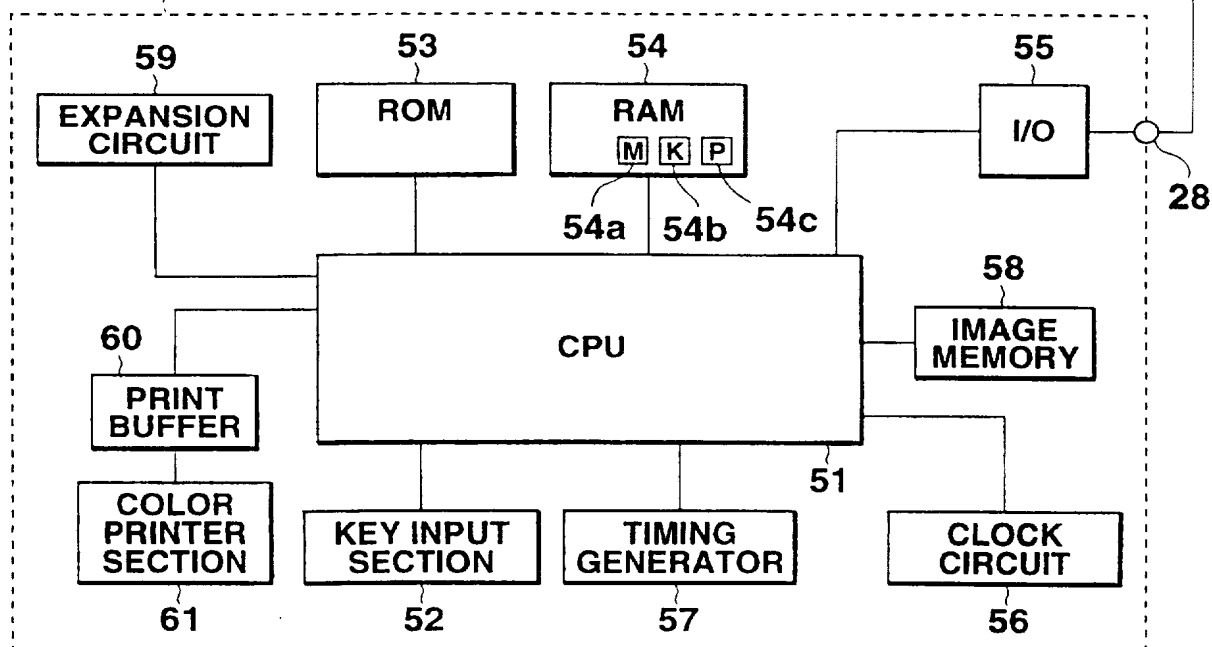 59
EXPANSION
CIRCUIT
53
ROM
54
RAM
M K P
54a
54b
54c
55
I/O
28
CPU
51
58
IMAGE
MEMORY
60
PRINT
BUFFER
COLOR
PRINTER
SECTION
61
KEY INPUT
SECTION
52
TIMING
GENERATOR
57
CLOCK
CIRCUIT
56